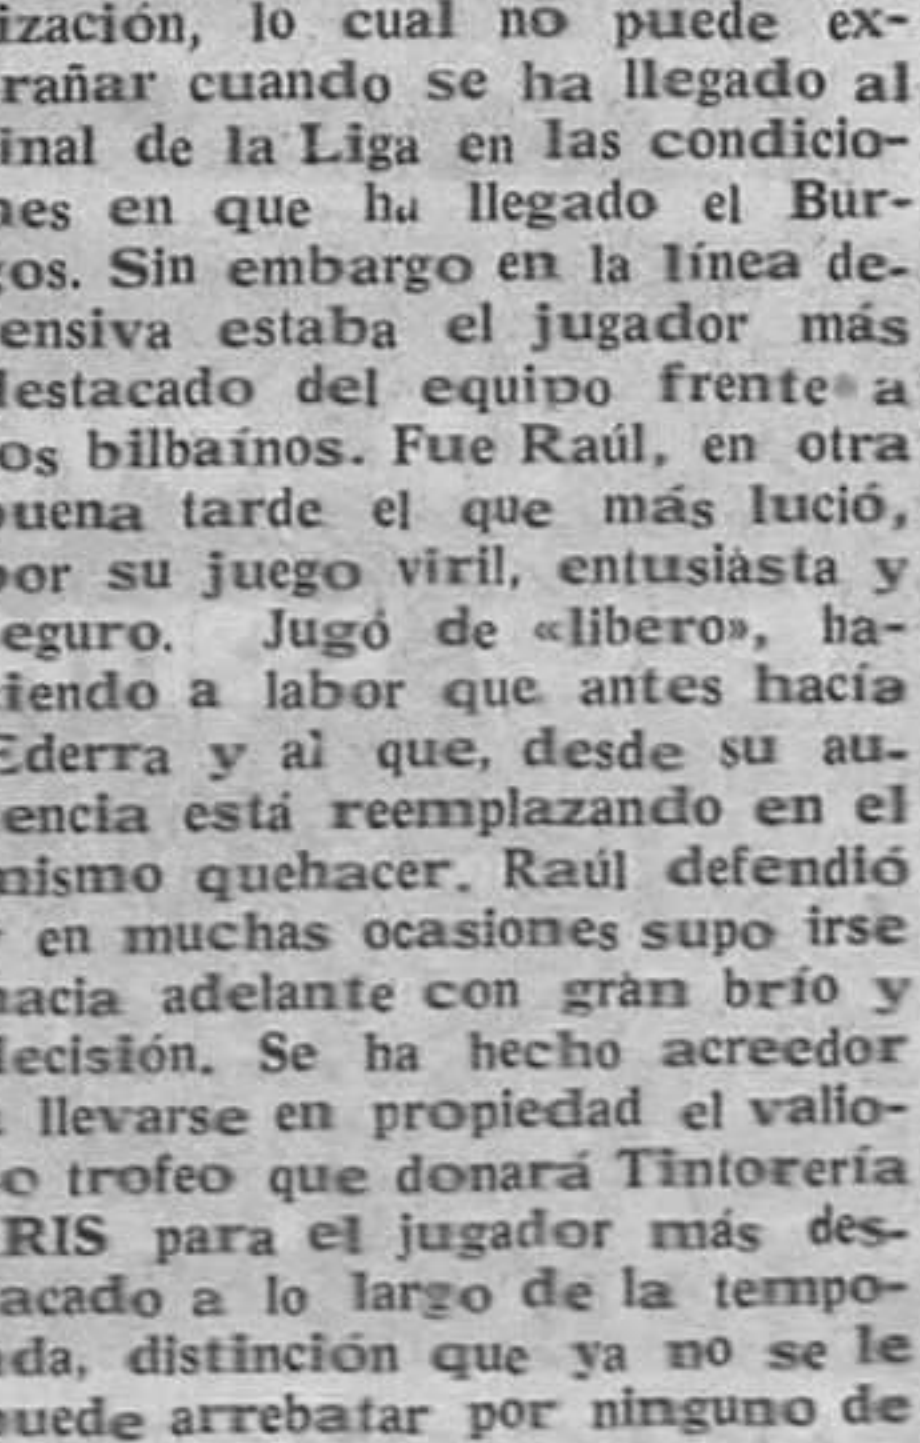 ización, lo cual no puede ex-
rañar cuando se ha llegado al
inal de la Liga en las condicio-
nes en que ha llegado el Bur-
gos. Sin embargo en la línea de-
ensiva estaba el jugador más
destacado del equipo frente a
os bilbaínos. Fue Raúl, en otra
buena tarde el que más lució,
por su juego viril, entusiasta y
eguro. Jugó de «libero», ha-
iendo a labor que antes hacía
Ederra y al que, desde su au-
encia está reemplazando en el
mismo quehacer. Raúl defendió
en muchas ocasiones supo irse
hacia adelante con gran brío y
decisión. Se ha hecho acreedor
llevarse en propiedad el valio-
o trofeo que donará Tintorería
RIS para el jugador más des-
acado a lo largo de la tempo-
ada, distinción que ya no se le
puede arrebatar por ninguno de